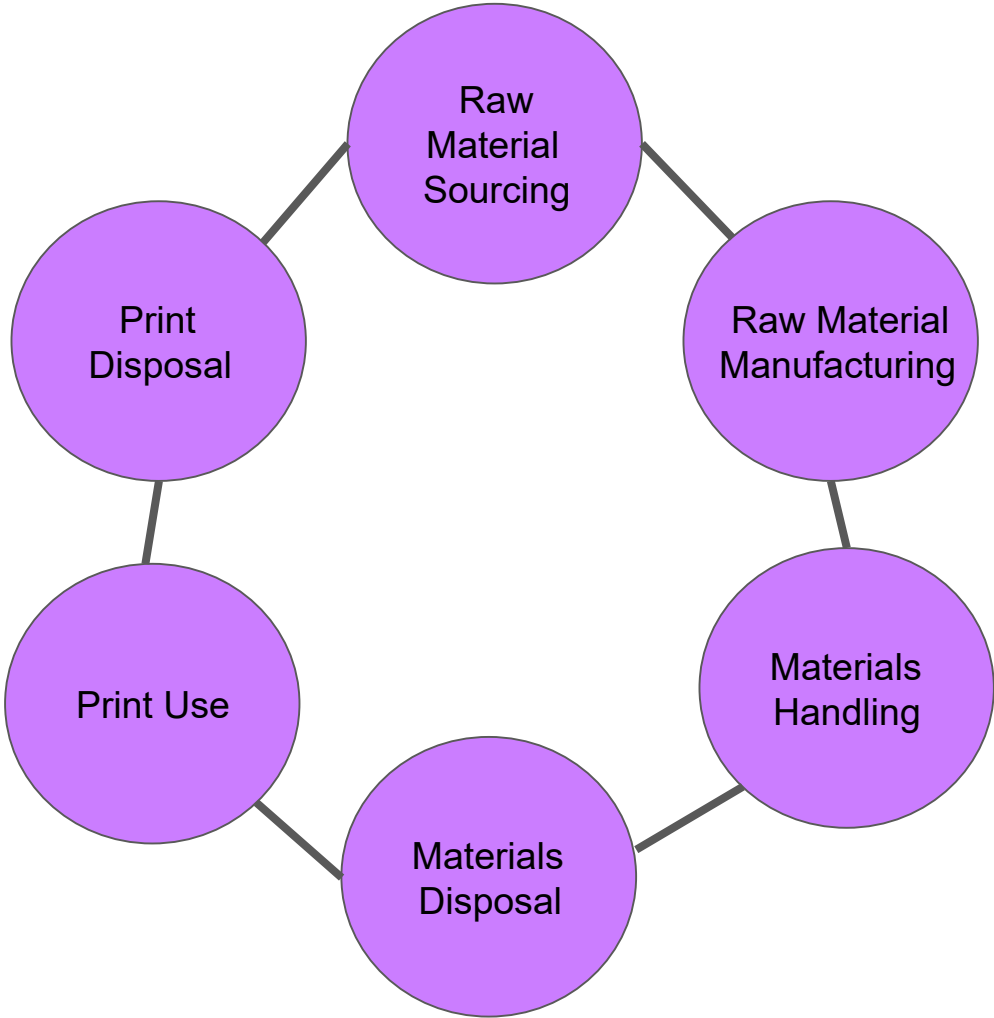 Raw
Material
Sourcing
Raw Material
Manufacturing
Materials
Handling
Materials
Disposal
Print Use
Print
Disposal